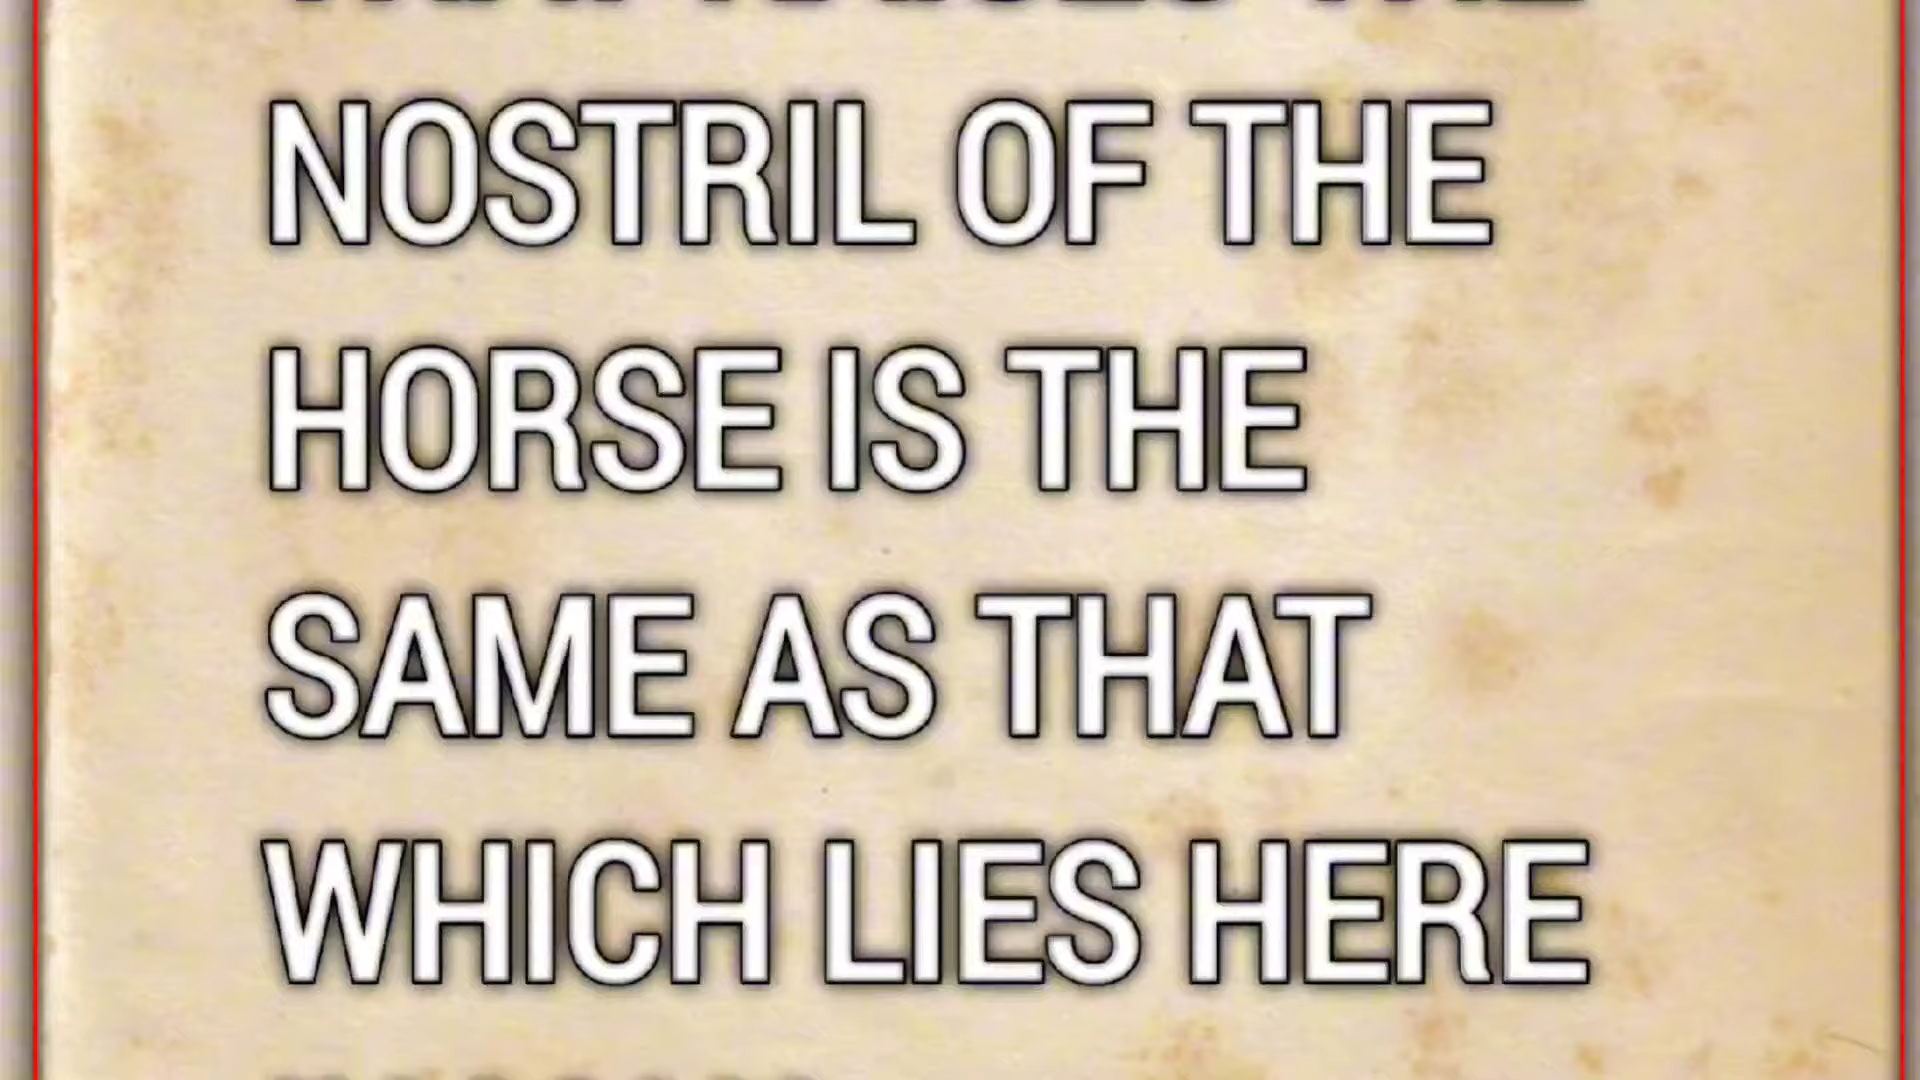 NOSTRIL OF THE
HORSE IS THE
SAME AS THAT
WHICH LIES HERE